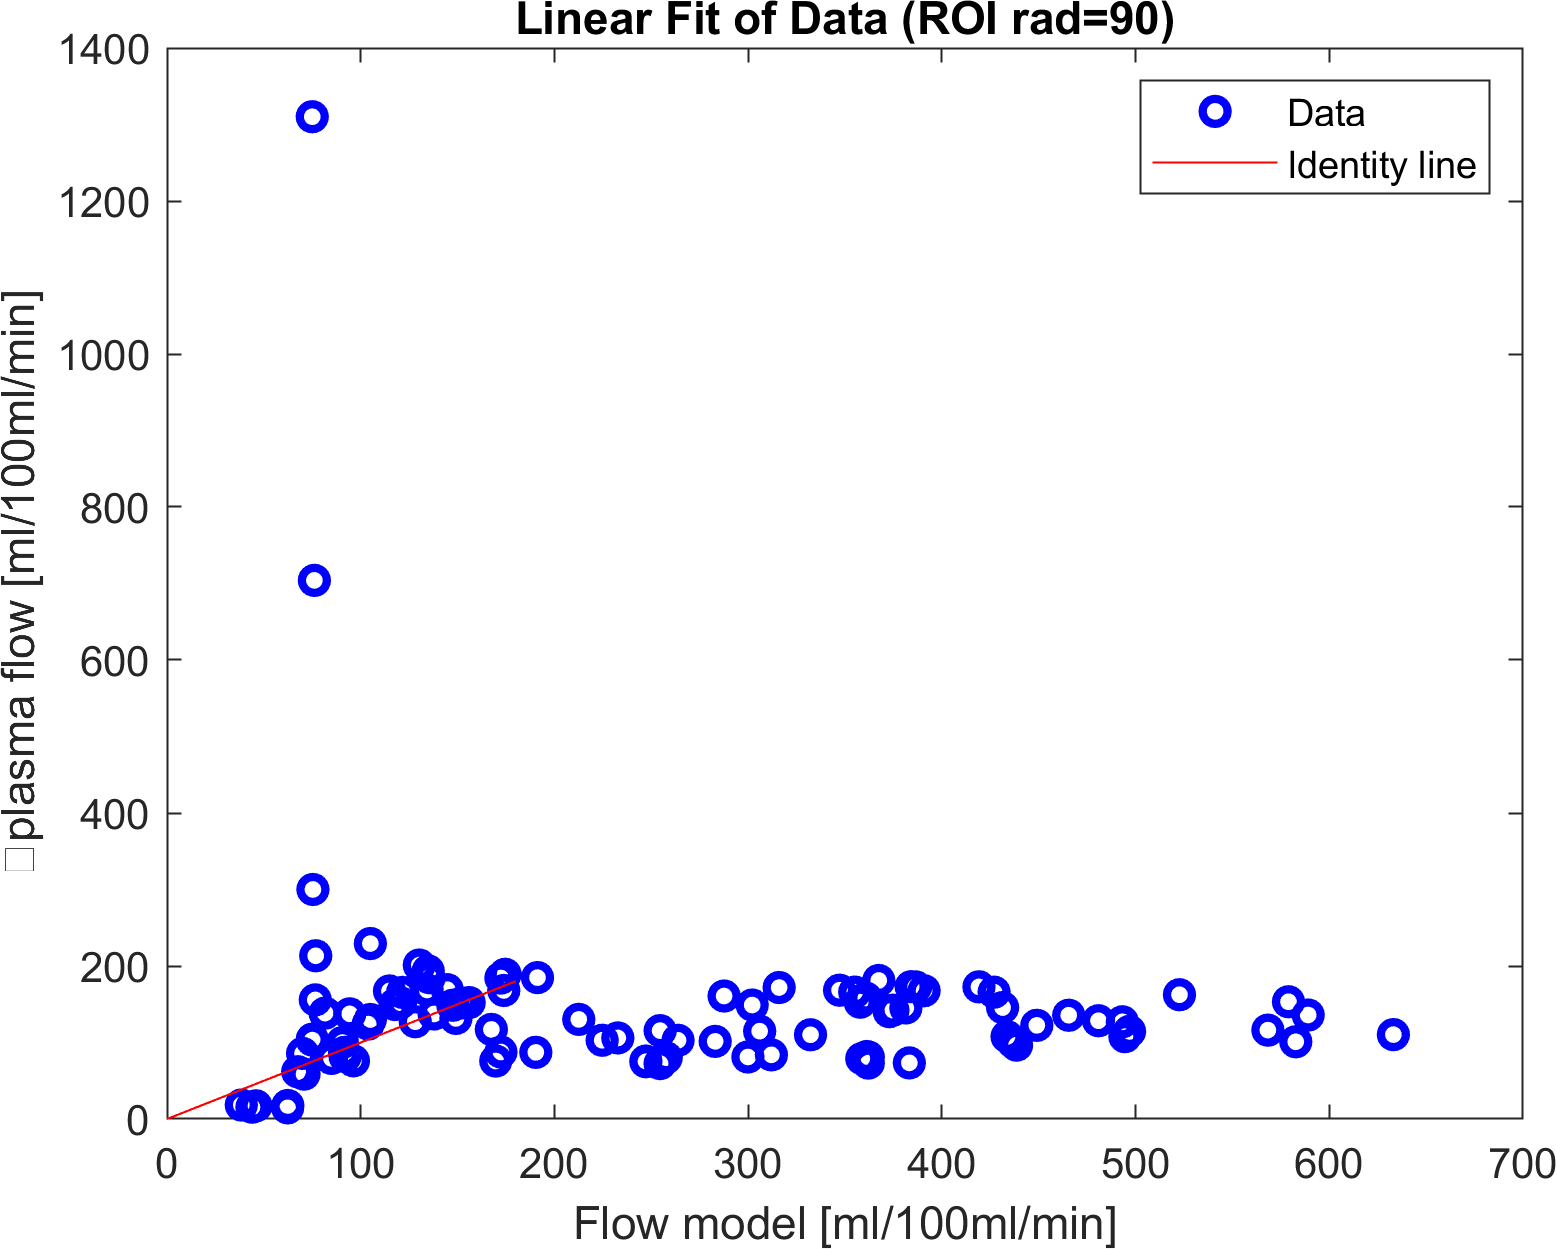 Linear Fit of Data (ROI rad=90)
1400
1200
1000
800
600
400
200
0
0 100 200 300 400 500 600 700
Data
Identity line
□plasma flow [ml/100ml/min]
Flow model [ml/100ml/min]